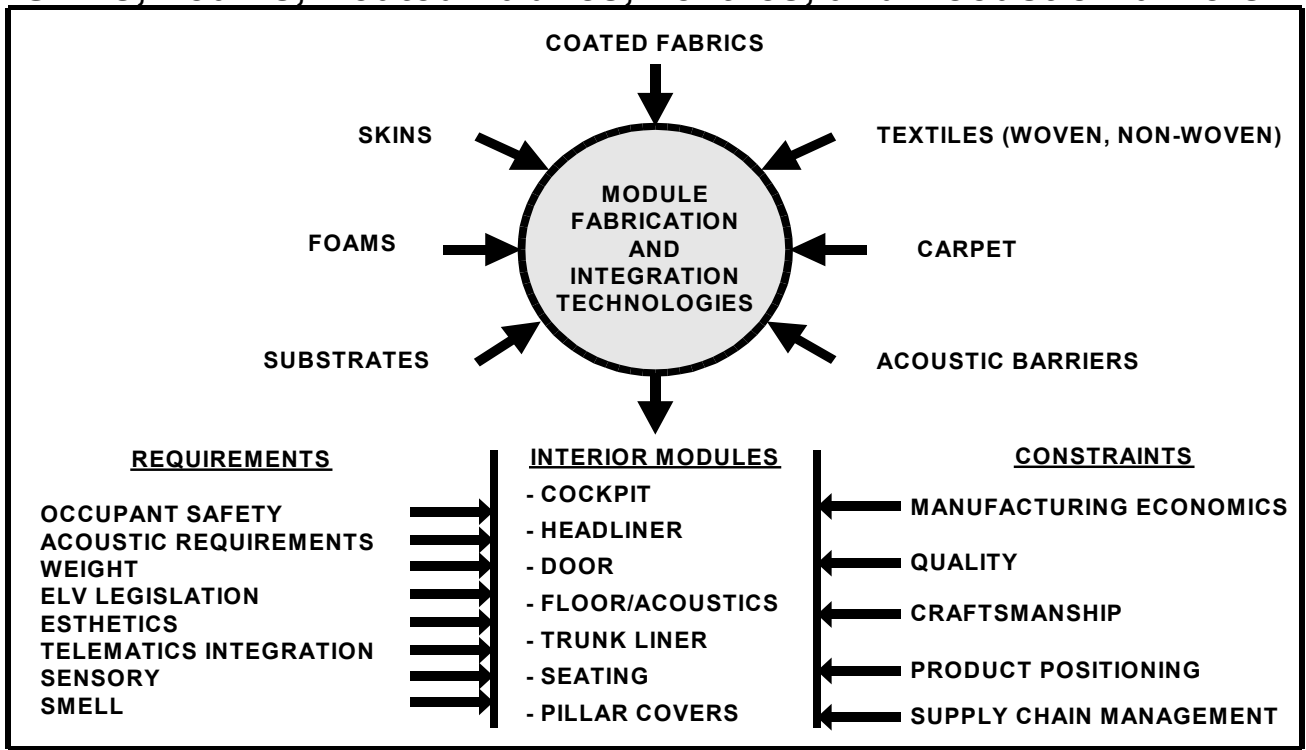 COATED FABRICS
SKINS
TEXTILES (WOVEN, NON-WOVEN)
MODULE
FABRICATION
AND
INTEGRATION
TECHNOLOGIES
FOAMS
CARPET
SUBSTRATES
ACOUSTIC BARRIERS
REQUIREMENTS
OCCUPANT SAFETY
ACOUSTIC REQUIREMENTS
WEIGHT
ELV LEGISLATION
ESTHETICS
TELEMATICS INTEGRATION
SENSORY
SMELL
INTERIOR MODULES
- COCKPIT
- HEADLINER
- DOOR
- FLOOR/ACOUSTICS
- TRUNK LINER
- SEATING
- PILLAR COVERS
CONSTRAINTS
MANUFACTURING ECONOMICS
QUALITY
CRAFTSMANSHIP
PRODUCT POSITIONING
SUPPLY CHAIN MANAGEMENT